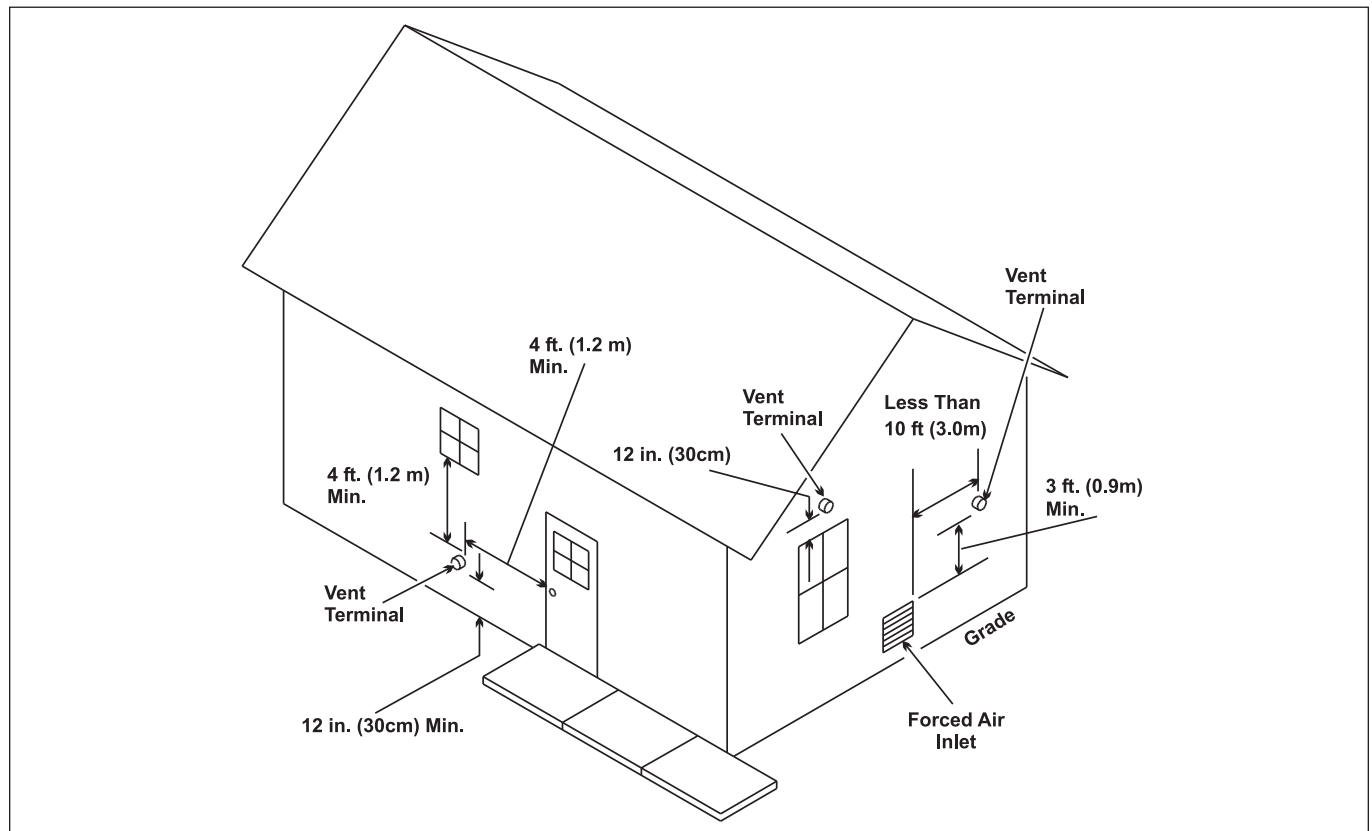 Vent
Terminal
4 ft. (1.2 m)
Min.
Vent
Terminal
Less Than
10 ft (3.0m)
12 in. (30cm)
4 ft. (1.2 m)
Min.
3 ft. (0.9m)
Min.
Vent
Terminal
Grade
12 in. (30cm) Min.
Forced Air
Inlet